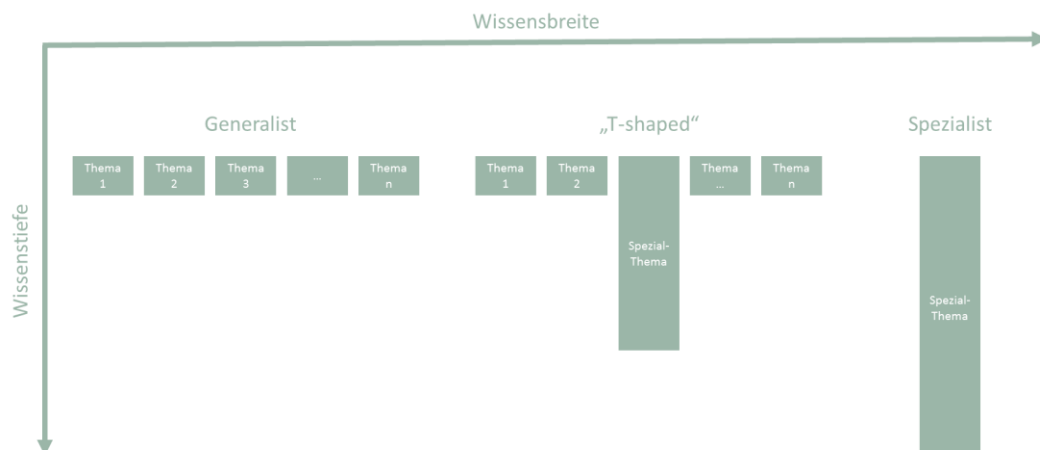 Wissensbreite
Wissenstiefe
Generalist
Thema
1
Thema
2
Thema
3
...
Thema
n
„T-shaped“
Thema
1
Thema
2
Spezial-
Thema
Thema
...
Thema
n
Spezialist
Spezial-
Thema